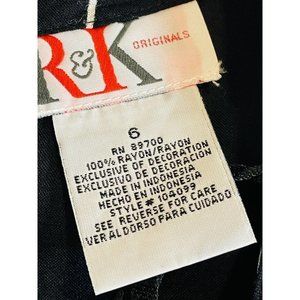 R&K
ORIGINALS
6
RN 89700
100% RAYON/RAYON
EXCLUSIVE OF DECORATION
EXCLUSIVO DE DECORACION
MADE IN INDONESIA
HECHO EN INDONESIA
STYLE# 104099
SEE REVERSE FOR CARE
VER AL DORSO PARA CUIDADO